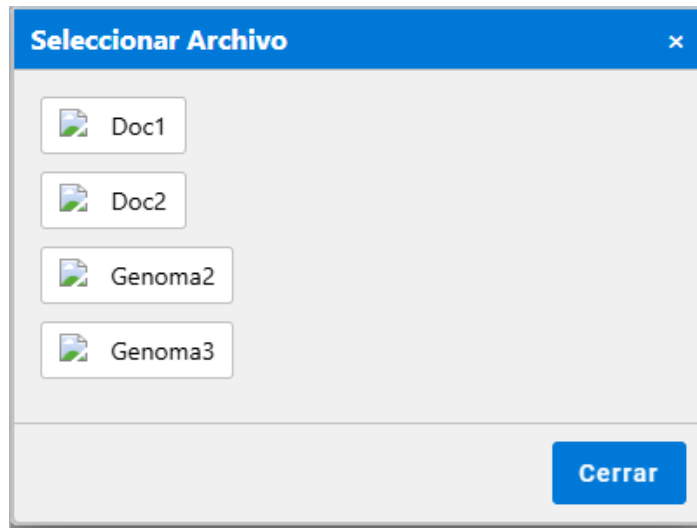 Seleccionar Archivo ×
Doc1
Doc2
Genoma2
Genoma3
Cerrar